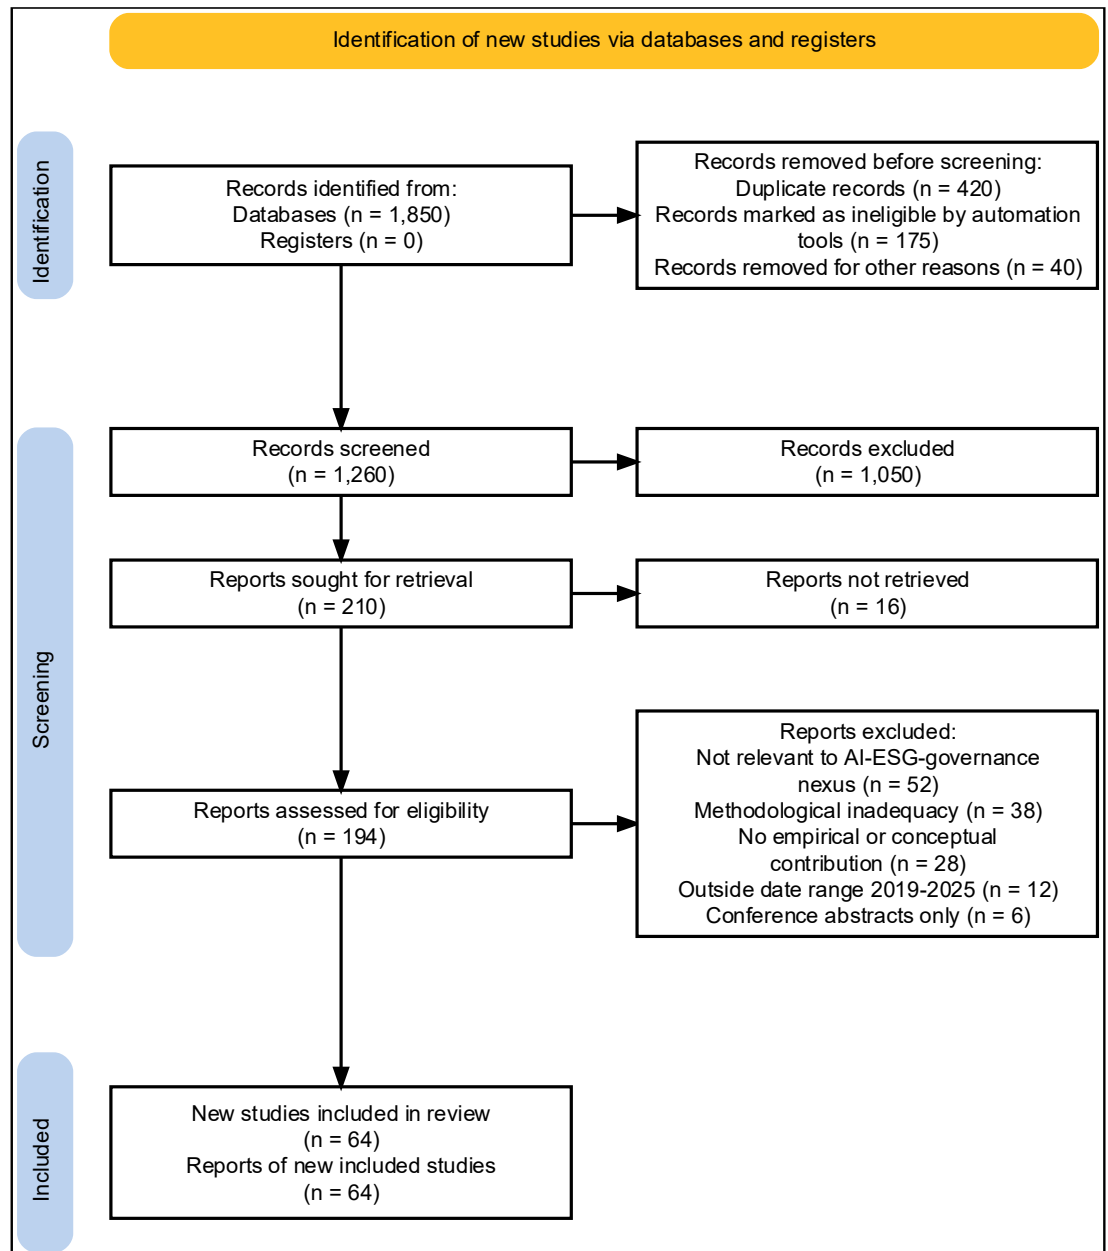 Identification of new studies via databases and registers
Identification
Records identified from:
Databases (n = 1,850)
Registers (n = 0)
Records removed before screening:
Duplicate records (n = 420)
Records marked as ineligible by automation
tools (n = 175)
Records removed for other reasons (n = 40)
Screening
Records screened
(n = 1,260)
Records excluded
(n = 1,050)
Reports sought for retrieval
(n = 210)
Reports not retrieved
(n = 16)
Reports assessed for eligibility
(n = 194)
Reports excluded:
Not relevant to AI-ESG-governance
nexus (n = 52)
Methodological inadequacy (n = 38)
No empirical or conceptual
contribution (n = 28)
Outside date range 2019-2025 (n = 12)
Conference abstracts only (n = 6)
Included
New studies included in review
(n = 64)
Reports of new included studies
(n = 64)